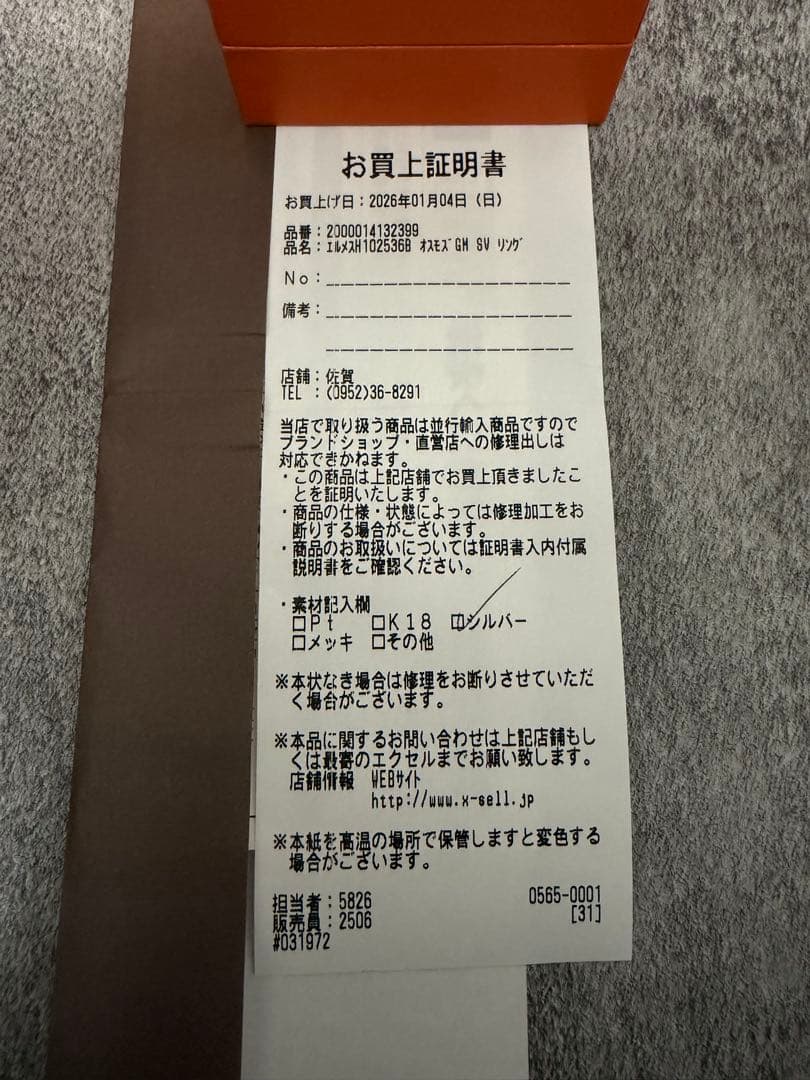 お買上証明書
お買上げ日：2026年01月04日（日）
品番：2000014132399
品名：ｴﾙﾒｽH102536B ｵｽﾓｽﾞGM SV ﾘﾝｸﾞ
No：
備考：
店舗：佐賀
TEL ：(0952)36-8291
当店で取り扱う商品は並行輸入商品ですので
ブランドショップ・直営店への修理出しは
対応できかねます。
・この商品は上記店舗でお買上頂きましたこ
とを証明いたします。
・商品の仕様・状態によっては修理加工をお
断りする場合がございます。
・商品のお取扱いについては証明書入内付属
説明書をご確認ください。
・素材記入欄
□Pt □K18 ☑シルバー
□メッキ □その他
※本状なき場合は修理をお断りさせていただ
く場合がございます。
※本品に関するお問い合わせは上記店舗もし
くは最寄のエクセルまでお願い致します。
店舗情報 WEBサイト
http://www.x-sell.jp
※本紙を高温の場所で保管しますと変色する
場合がございます。
担当者：5826 0565-0001
販売員：2506 [31]
#031972